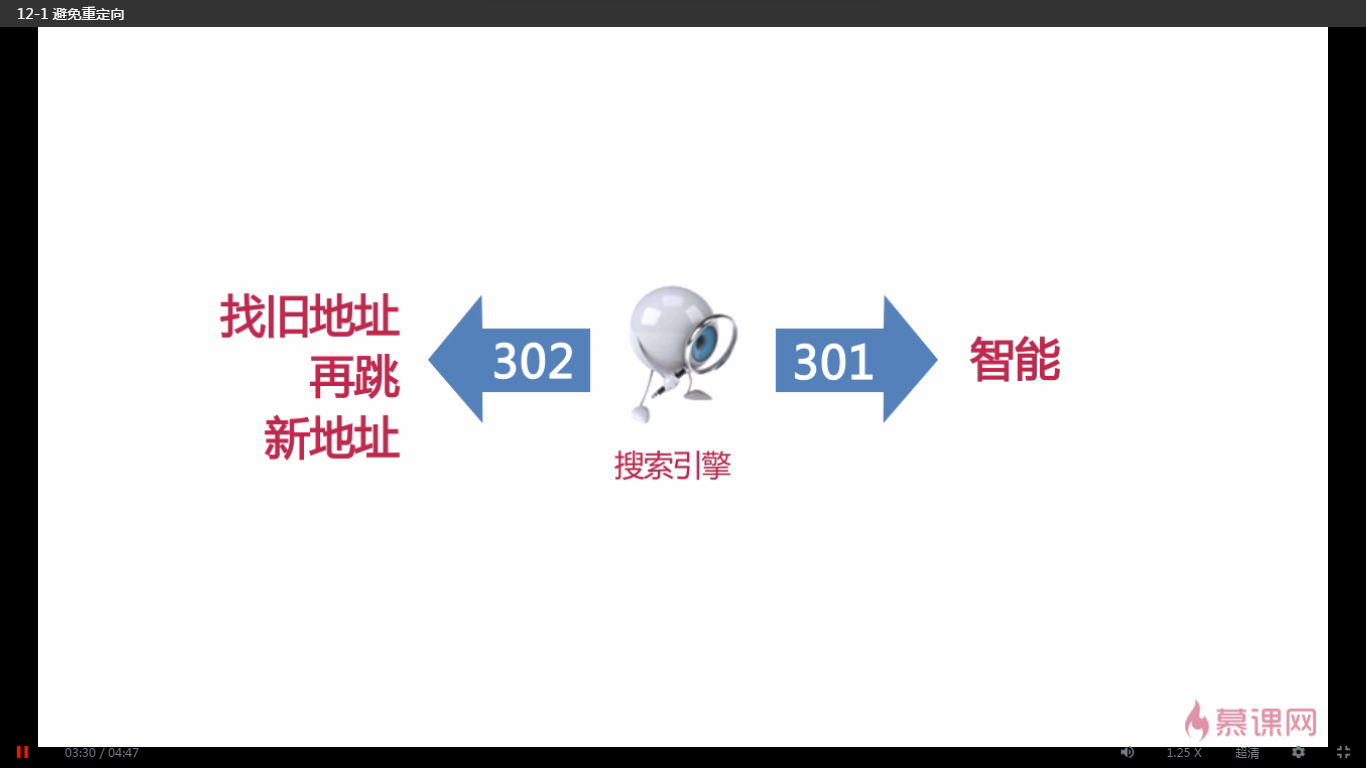 12-1 避免重定向
找旧地址
再跳
新地址
302
搜索引擎
301
智能
慕课网
03:30 / 04:47
1.25 X
超清